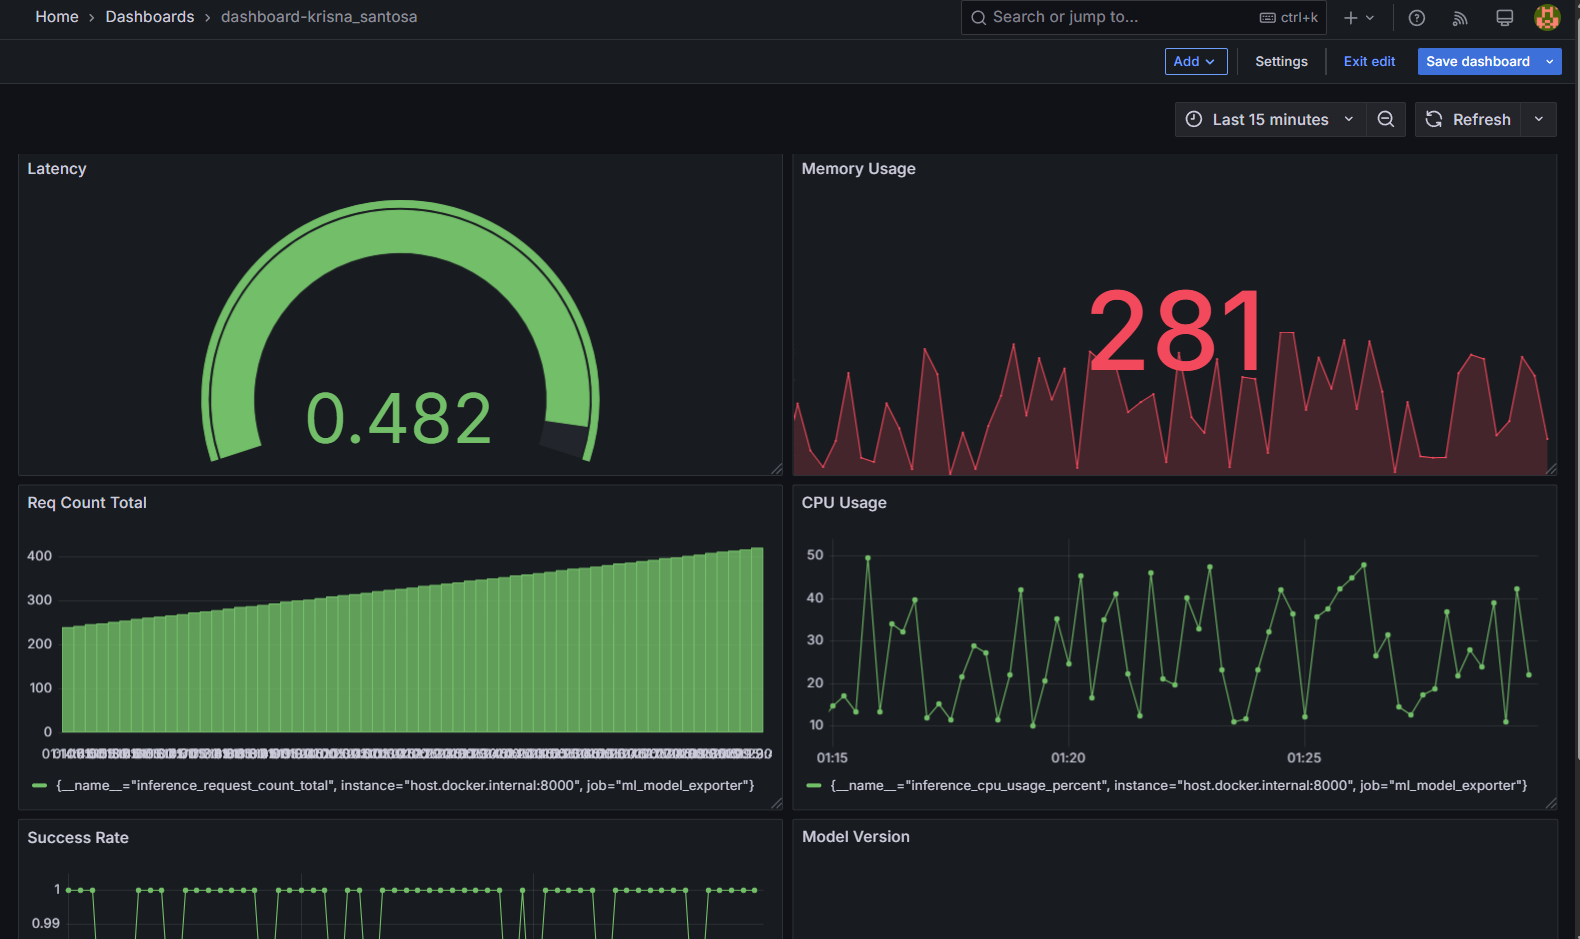 Home > Dashboards > dashboard-krisna_santosa
Search or jump to...
ctrl+k
Add
Settings
Exit edit
Save dashboard
Last 15 minutes
Refresh
Latency
0.482
Memory Usage
281
Req Count Total
400
300
200
100
0
{__name__="inference_request_count_total", instance="host.docker.internal:8000", job="ml_model_exporter"}
CPU Usage
50
40
30
20
10
01:15
01:20
01:25
{__name__="inference_cpu_usage_percent", instance="host.docker.internal:8000", job="ml_model_exporter"}
Success Rate
1
0.99
Model Version